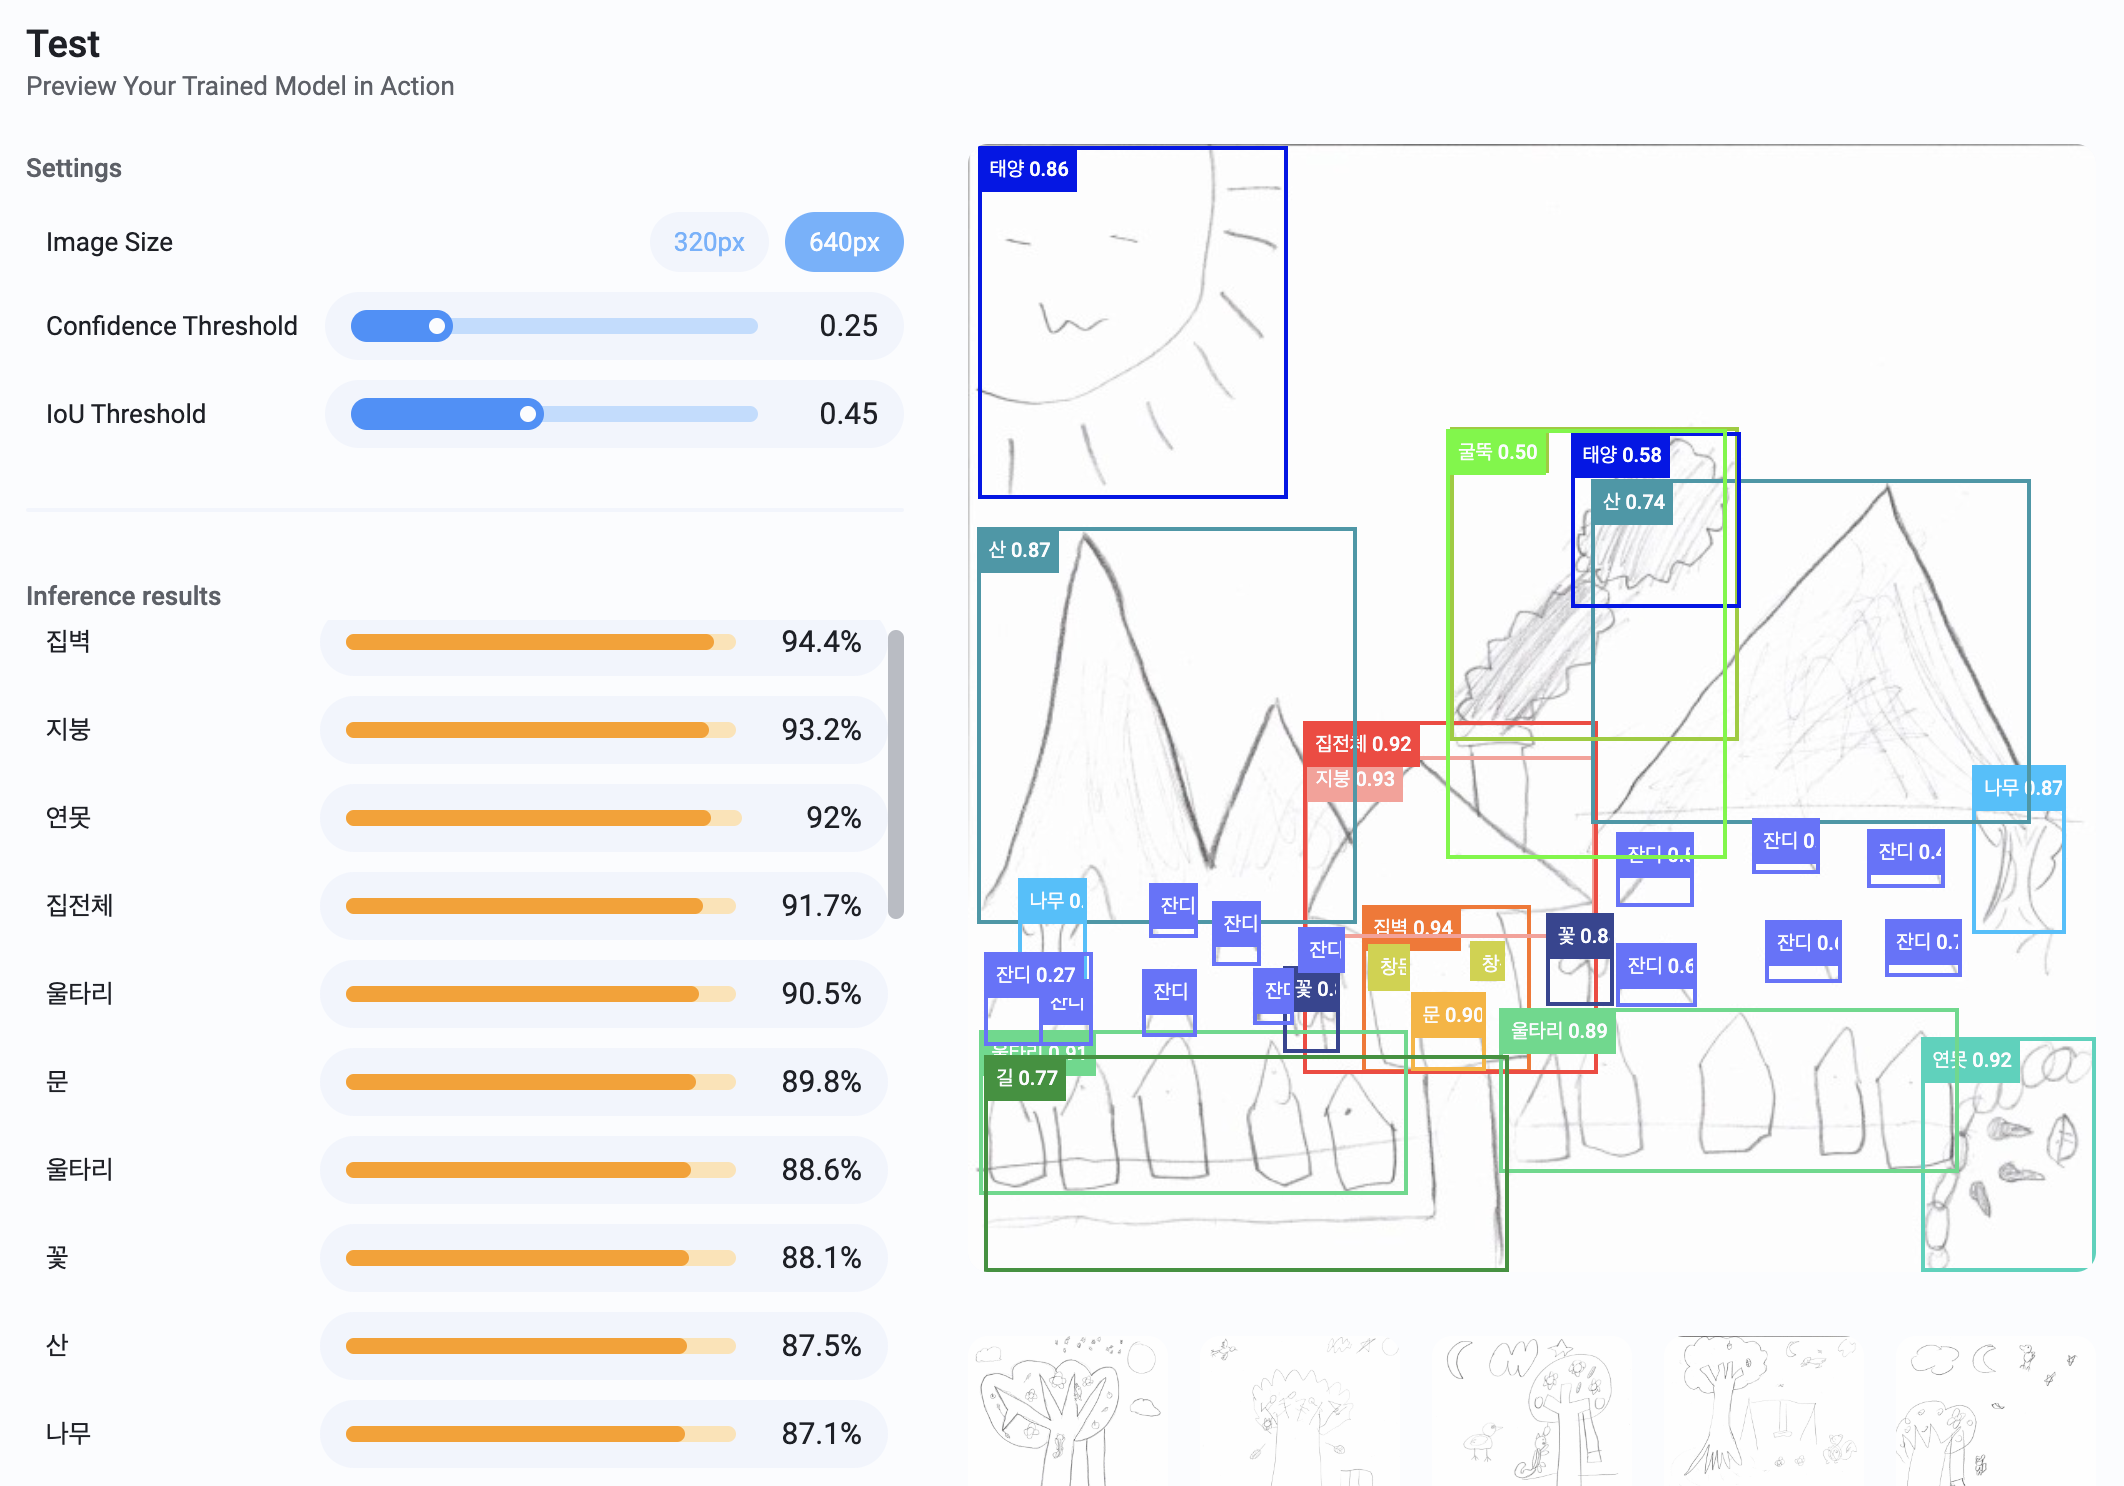 Test
Preview Your Trained Model in Action
Settings
Image Size
320px
640px
Confidence Threshold
0.25
IoU Threshold
0.45
Inference results
집벽
94.4%
지붕
93.2%
연못
92%
집전체
91.7%
울타리
90.5%
문
89.8%
울타리
88.6%
꽃
88.1%
산
87.5%
나무
87.1%
태양 0.86
굴뚝 0.50
태양 0.58
산 0.74
산 0.87
집전체 0.92
지붕 0.93
나무 0.87
잔디 0.
잔디 0
잔디 0.4
나무 0.
잔디
잔디
잔디
집벽 0.94
꽃 0.8
잔디 0.6
잔디 0.
잔디 0.7
창문
창
잔디 0.27
잔디
잔디
잔디
꽃 0.8
문 0.90
울타리 0.89
울타리 0.91
길 0.77
연못 0.92